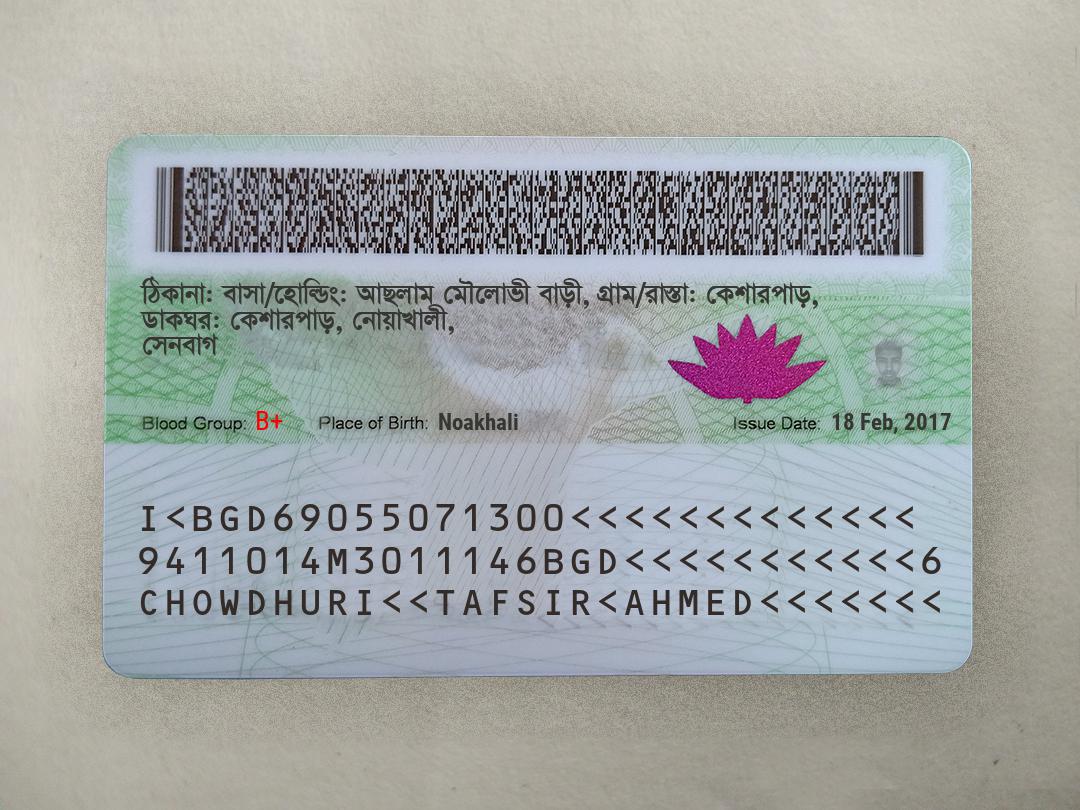 ঠিকানা: বাসা/হোল্ডিং: আছলাম মৌলোভী বাড়ী, গ্রাম/রাস্তা: কেশারপাড়,
ডাকঘর: কেশারপাড়, নোয়াখালী,
সেনবাগ
Blood Group: B+ Place of Birth: Noakhali Issue Date: 18 Feb, 2017
I<BGD69055071300<<<<<<<<<<<<<
9411014M3011146BGD<<<<<<<<<<<6
CHOWDHURI<<TAFSIR<AHMED<<<<<<<